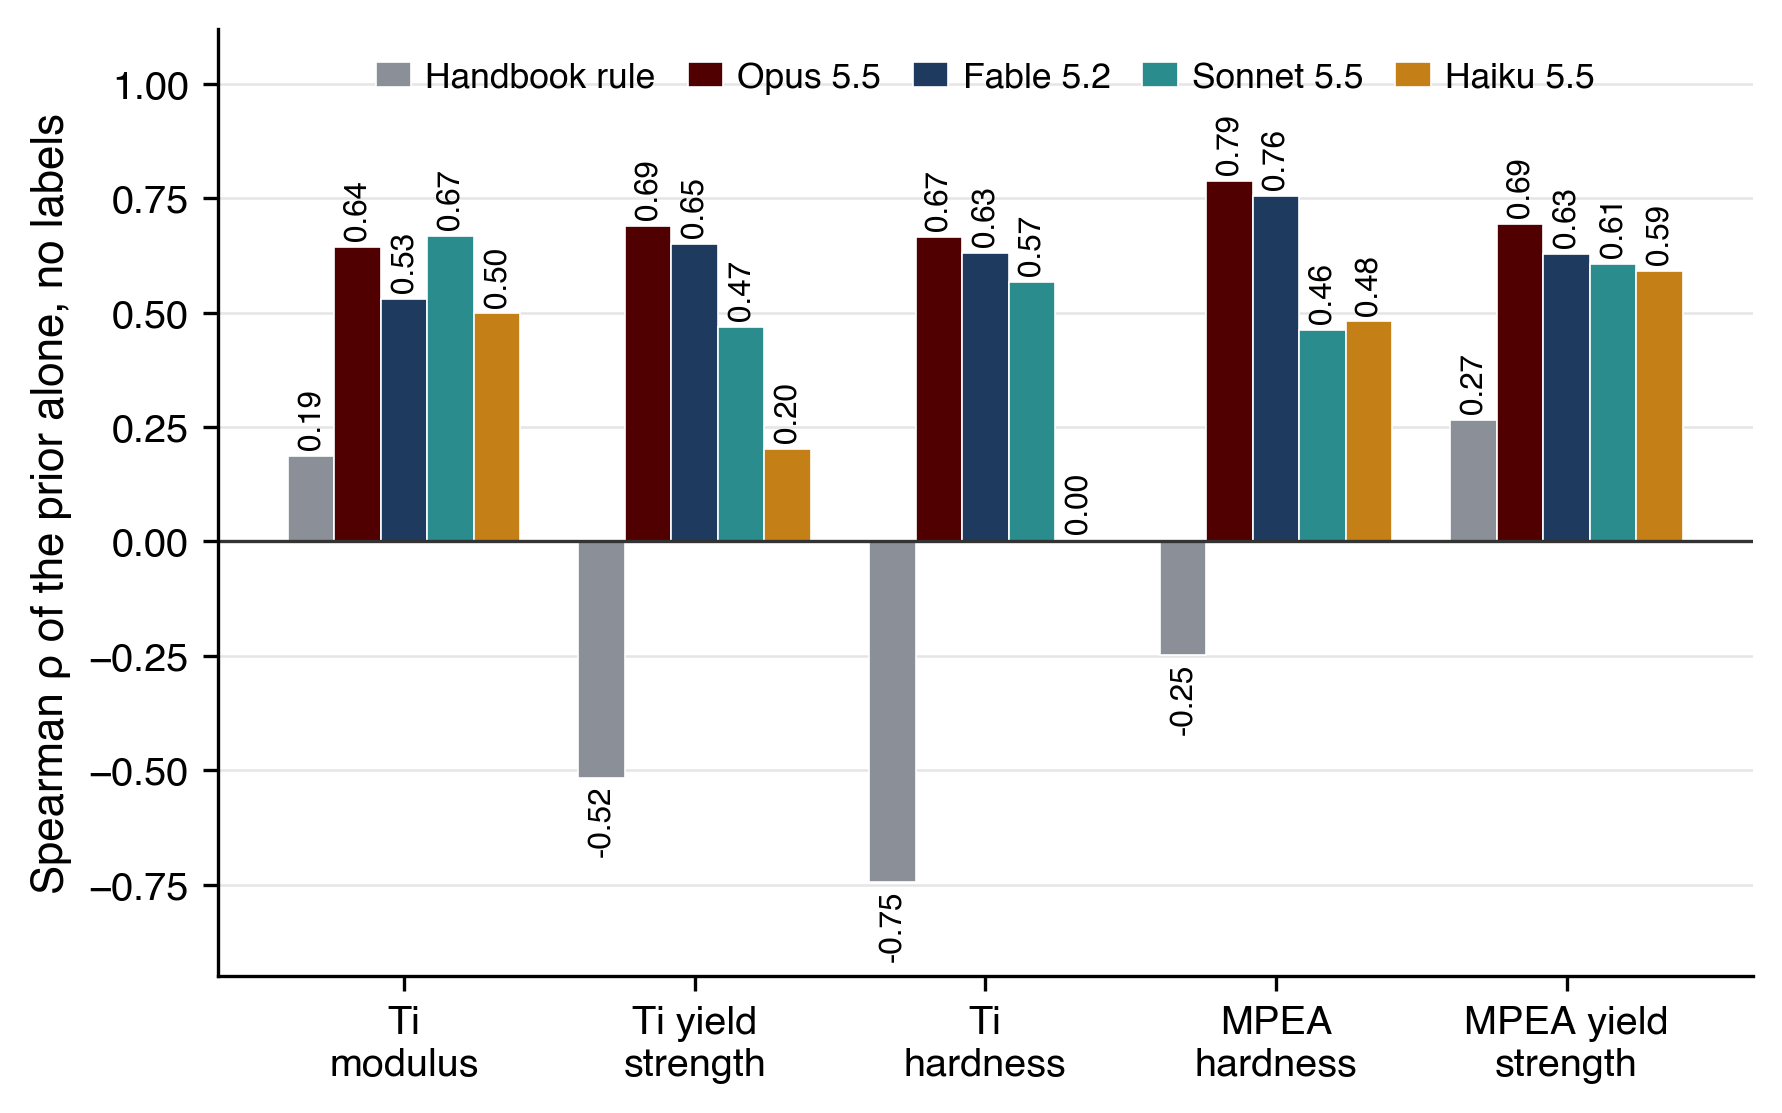 Spearman ρ of the prior alone, no labels
Handbook rule Opus 5.5 Fable 5.2 Sonnet 5.5 Haiku 5.5
1.00
0.75
0.50
0.25
0.00
−0.25
−0.50
−0.75
0.19 0.64 0.53 0.67 0.50
-0.52 0.69 0.65 0.47 0.20
-0.75 0.67 0.63 0.57 0.00
-0.25 0.79 0.76 0.46 0.48
0.27 0.69 0.63 0.61 0.59
Ti
modulus
Ti yield
strength
Ti
hardness
MPEA
hardness
MPEA yield
strength